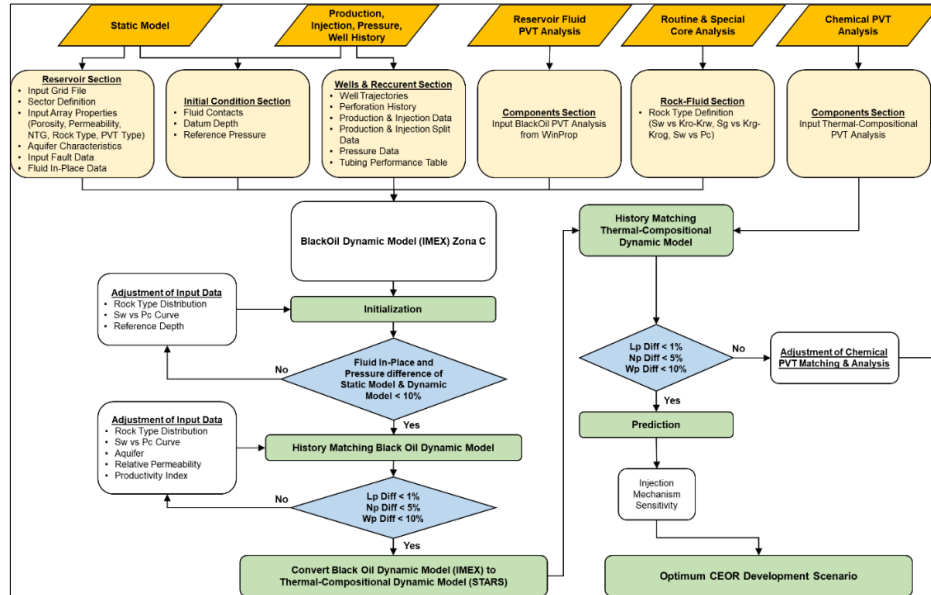 Static Model
Production,
Injection, Pressure,
Well History
Reservoir Fluid
PVT Analysis
Routine & Special
Core Analysis
Chemical PVT
Analysis
Reservoir Section
• Input Grid File
• Sector Definition
• Input Array Properties
(Porosity, Permeability,
NTG, Rock Type, PVT Type)
• Aquifer Characteristics
• Input Fault Data
• Fluid In-Place Data
Initial Condition Section
• Fluid Contacts
• Datum Depth
• Reference Pressure
Wells & Reccurent Section
• Well Trajectories
• Perforation History
• Production & Injection Data
• Production & Injection Split
Data
• Pressure Data
• Tubing Performance Table
Components Section
Input BlackOil PVT Analysis
from WinProp
Rock-Fluid Section
• Rock Type Definition
(Sw vs Kro-Krw, Sg vs Krg-
Krog, Sw vs Pc)
Components Section
Input Thermal-Compositional
PVT Analysis
BlackOil Dynamic Model (IMEX) Zona C
Initialization
Adjustment of Input Data
• Rock Type Distribution
• Sw vs Pc Curve
• Reference Depth
No
Fluid In-Place and
Pressure difference of
Static Model & Dynamic
Model < 10%
Yes
History Matching Black Oil Dynamic Model
Adjustment of Input Data
• Rock Type Distribution
• Sw vs Pc Curve
• Aquifer
• Relative Permeability
• Productivity Index
No
Lp Diff < 1%
Np Diff < 5%
Wp Diff < 10%
Yes
Convert Black Oil Dynamic Model (IMEX) to
Thermal-Compositional Dynamic Model (STARS)
History Matching
Thermal-Compositional
Dynamic Model
Lp Diff < 1%
Np Diff < 5%
Wp Diff < 10%
No
Adjustment of Chemical
PVT Matching & Analysis
Yes
Prediction
Injection
Mechanism
Sensitivity
Optimum CEOR Development Scenario